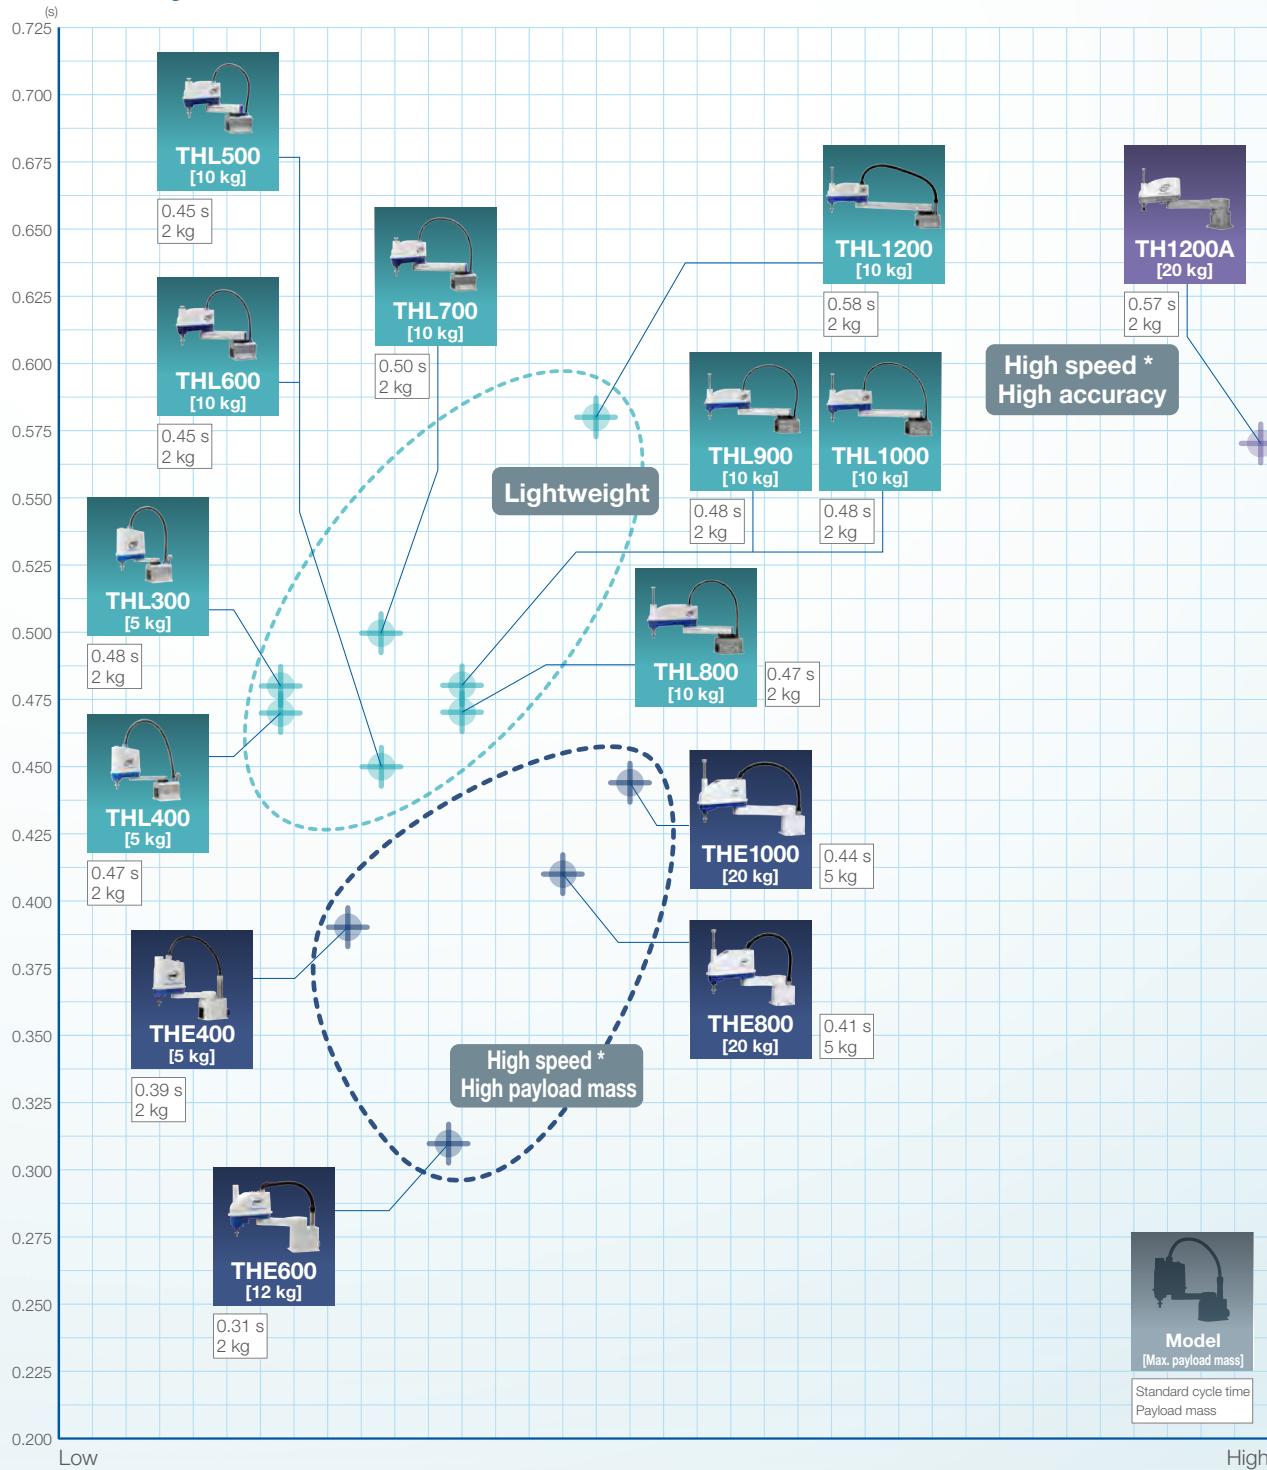 (s)
0.725
0.700
0.675
0.650
0.625
0.600
0.575
0.550
0.525
0.500
0.475
0.450
0.425
0.400
0.375
0.350
0.325
0.300
0.275
0.250
0.225
0.200
Low
High
THL500
[10 kg]
0.45 s
2 kg
THL600
[10 kg]
0.45 s
2 kg
THL700
[10 kg]
0.50 s
2 kg
THL1200
[10 kg]
0.58 s
2 kg
TH1200A
[20 kg]
0.57 s
2 kg
High speed *
High accuracy
THL900
[10 kg]
0.48 s
2 kg
THL1000
[10 kg]
0.48 s
2 kg
Lightweight
THL300
[5 kg]
0.48 s
2 kg
THL800
[10 kg]
0.47 s
2 kg
THL400
[5 kg]
0.47 s
2 kg
THE1000
[20 kg]
0.44 s
5 kg
THE800
[20 kg]
0.41 s
5 kg
THE400
[5 kg]
0.39 s
2 kg
High speed *
High payload mass
THE600
[12 kg]
0.31 s
2 kg
Model
[Max. payload mass]
Standard cycle time
Payload mass